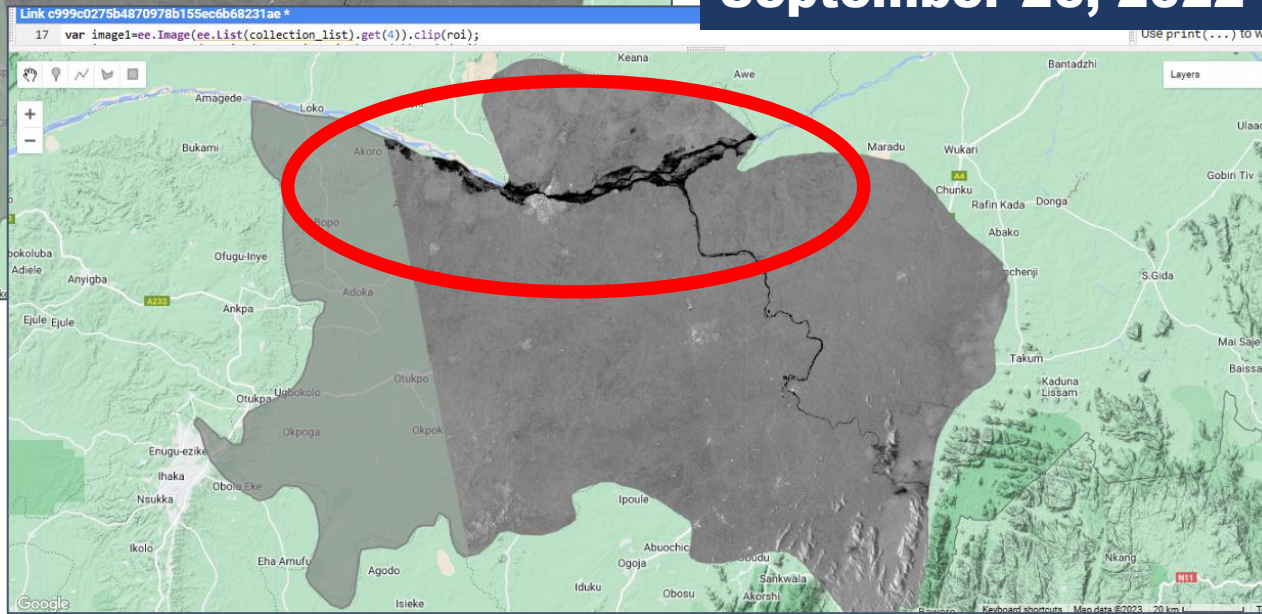 September 2022
Link c999c0275b4870978b155ec6b68231ae *
17 var image1=ee.Image(ee.List(collection_list).get(4)).clip(roi);
Use print(...) to w
Keana
Awe
Bantadzhi
Layers
Amagede
Loko
Bukami
Akoro
Maradu
Wukari
A4
Chunku
Gobiri Tiv
Rafin Kada
Donga
Bopo
Abako
Ofugu-Inye
Adiele
Anyigba
S.Gida
A233
Adoka
Ankpa
Ejule
Ejule
Mai Saje
Takum
Baissa
Otukpo
Kaduna
Lissam
Otukpa
Ugbokolo
Okpoga
Okpok
Enugu-ezike
Ihaka
Obolo Eke
Nsukka
Ipoule
Ikolo
Abuochic
Ogoja
Eha Amufu
Agodo
Nkang
Iduku
Sankwala
N11
Obosu
Akorshi
Isieke
Google
Keyboard shortcuts
Map data ©2023
20 km